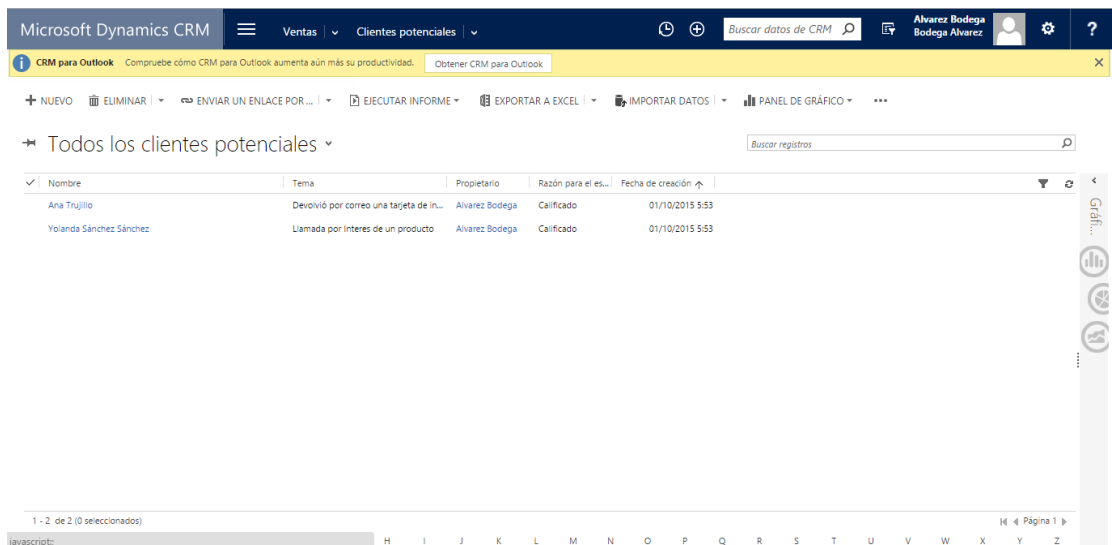 Microsoft Dynamics CRM Ventas Clientes potenciales Buscar datos de CRM Alvarez Bodega
Bodega Alvarez ?
CRM para Outlook Compruebe cómo CRM para Outlook aumenta aún más su productividad. Obtener CRM para Outlook
NUEVO ELIMINAR ENVIAR UN ENLACE POR ... EJECUTAR INFORME EXPORTAR A EXCEL IMPORTAR DATOS PANEL DE GRÁFICO
Todos los clientes potenciales Buscar registros
Nombre Tema Propietario Razón para el es... Fecha de creación
Ana Trujillo Devolvió por correo una tarjeta de in... Alvarez Bodega Calificado 01/10/2015 5:53
Yolanda Sánchez Sánchez Llamada por Interes de un producto Alvarez Bodega Calificado 01/10/2015 5:53
Gráfi...
1 - 2 de 2 (0 seleccionados) Página 1
javascript:; H I J K L M N O P Q R S T U V W X Y Z